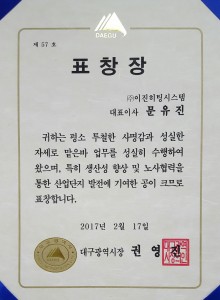 DAEGU
제 57 호
표 창 장
㈜이진히팅시스템
대표이사 문 유 진
귀하는 평소 투철한 사명감과 성실한
자세로 맡은바 업무를 성실히 수행하여
왔으며, 특히 생산성 향상 및 노사협력을
통한 산업단지 발전에 기여한 공이 크므로
표창합니다.
2017년 2월 17일
대구광역시장 권 영 진